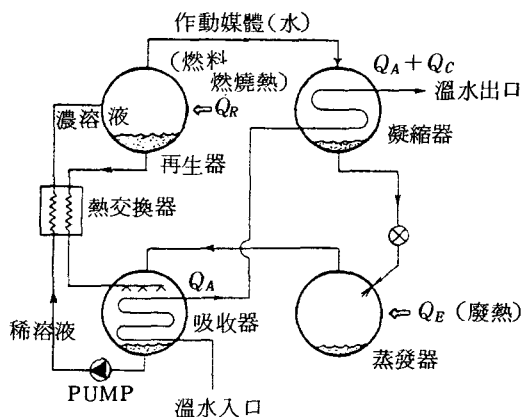 作動媒體(水)
(燃料
燃燒熱)
Q_A+Q_C
溫水出口
濃溶液
⇦Q_R
凝縮器
再生器
熱交換器
Q_A
吸收器
⇦ Q_E (廢熱)
稀溶液
蒸發器
PUMP
溫水入口